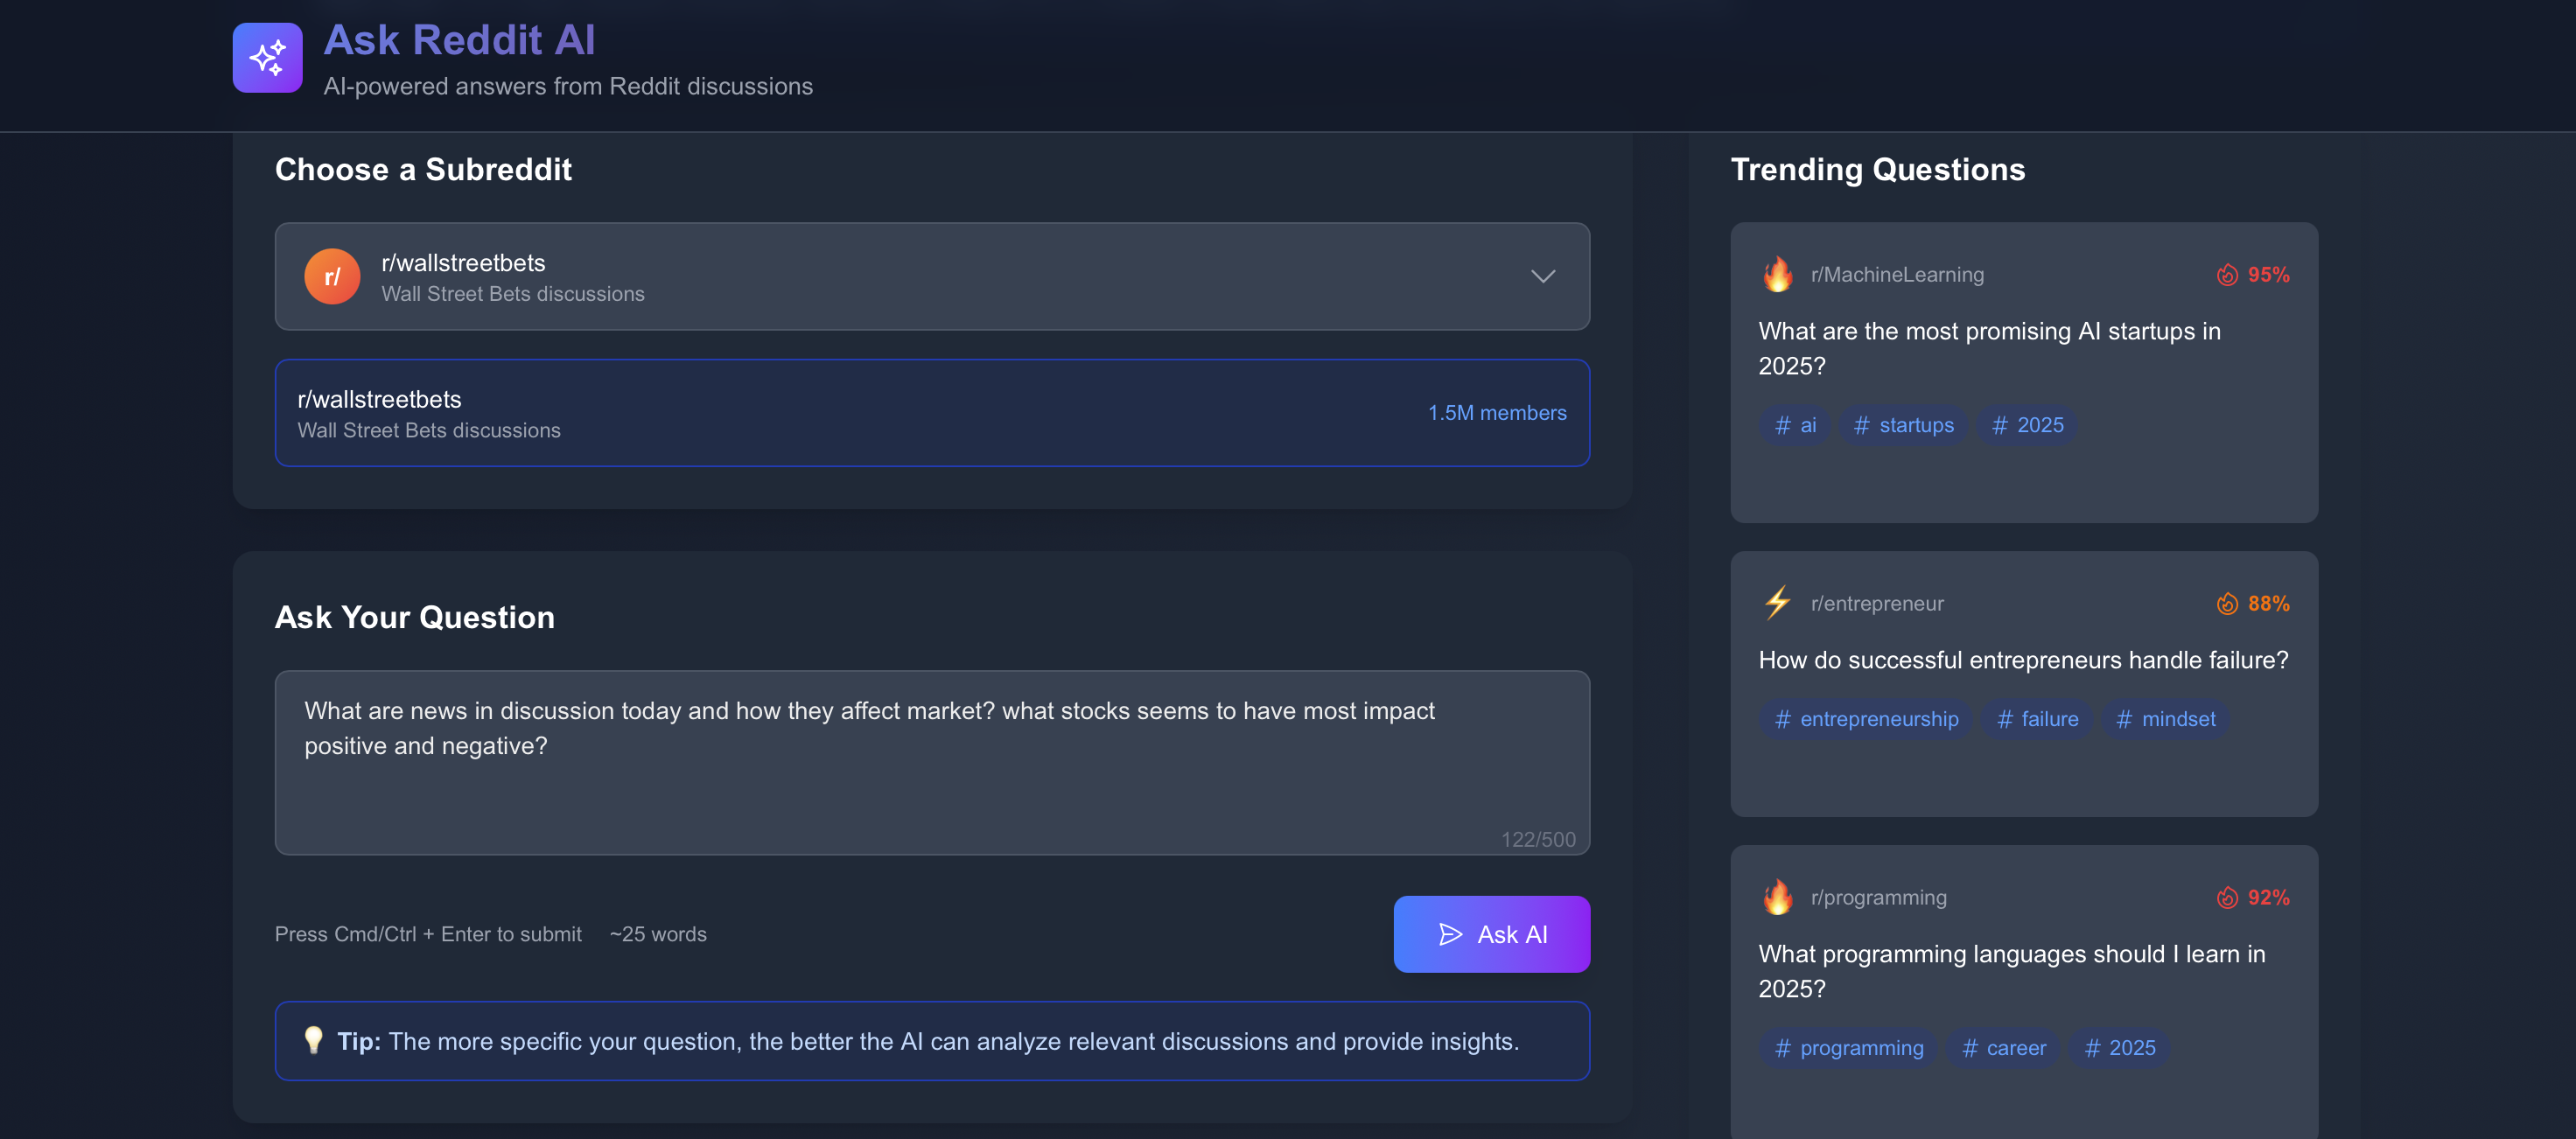 Ask Reddit AI
AI-powered answers from Reddit discussions
Choose a Subreddit
r/
r/wallstreetbets
Wall Street Bets discussions
r/wallstreetbets
Wall Street Bets discussions
1.5M members
Ask Your Question
What are news in discussion today and how they affect market? what stocks seems to have most impact
positive and negative?
122/500
Press Cmd/Ctrl + Enter to submit ~25 words
Ask AI
Tip: The more specific your question, the better the AI can analyze relevant discussions and provide insights.
Trending Questions
r/MachineLearning 95%
What are the most promising AI startups in
2025?
# ai # startups # 2025
r/entrepreneur 88%
How do successful entrepreneurs handle failure?
# entrepreneurship # failure # mindset
r/programming 92%
What programming languages should I learn in
2025?
# programming # career # 2025